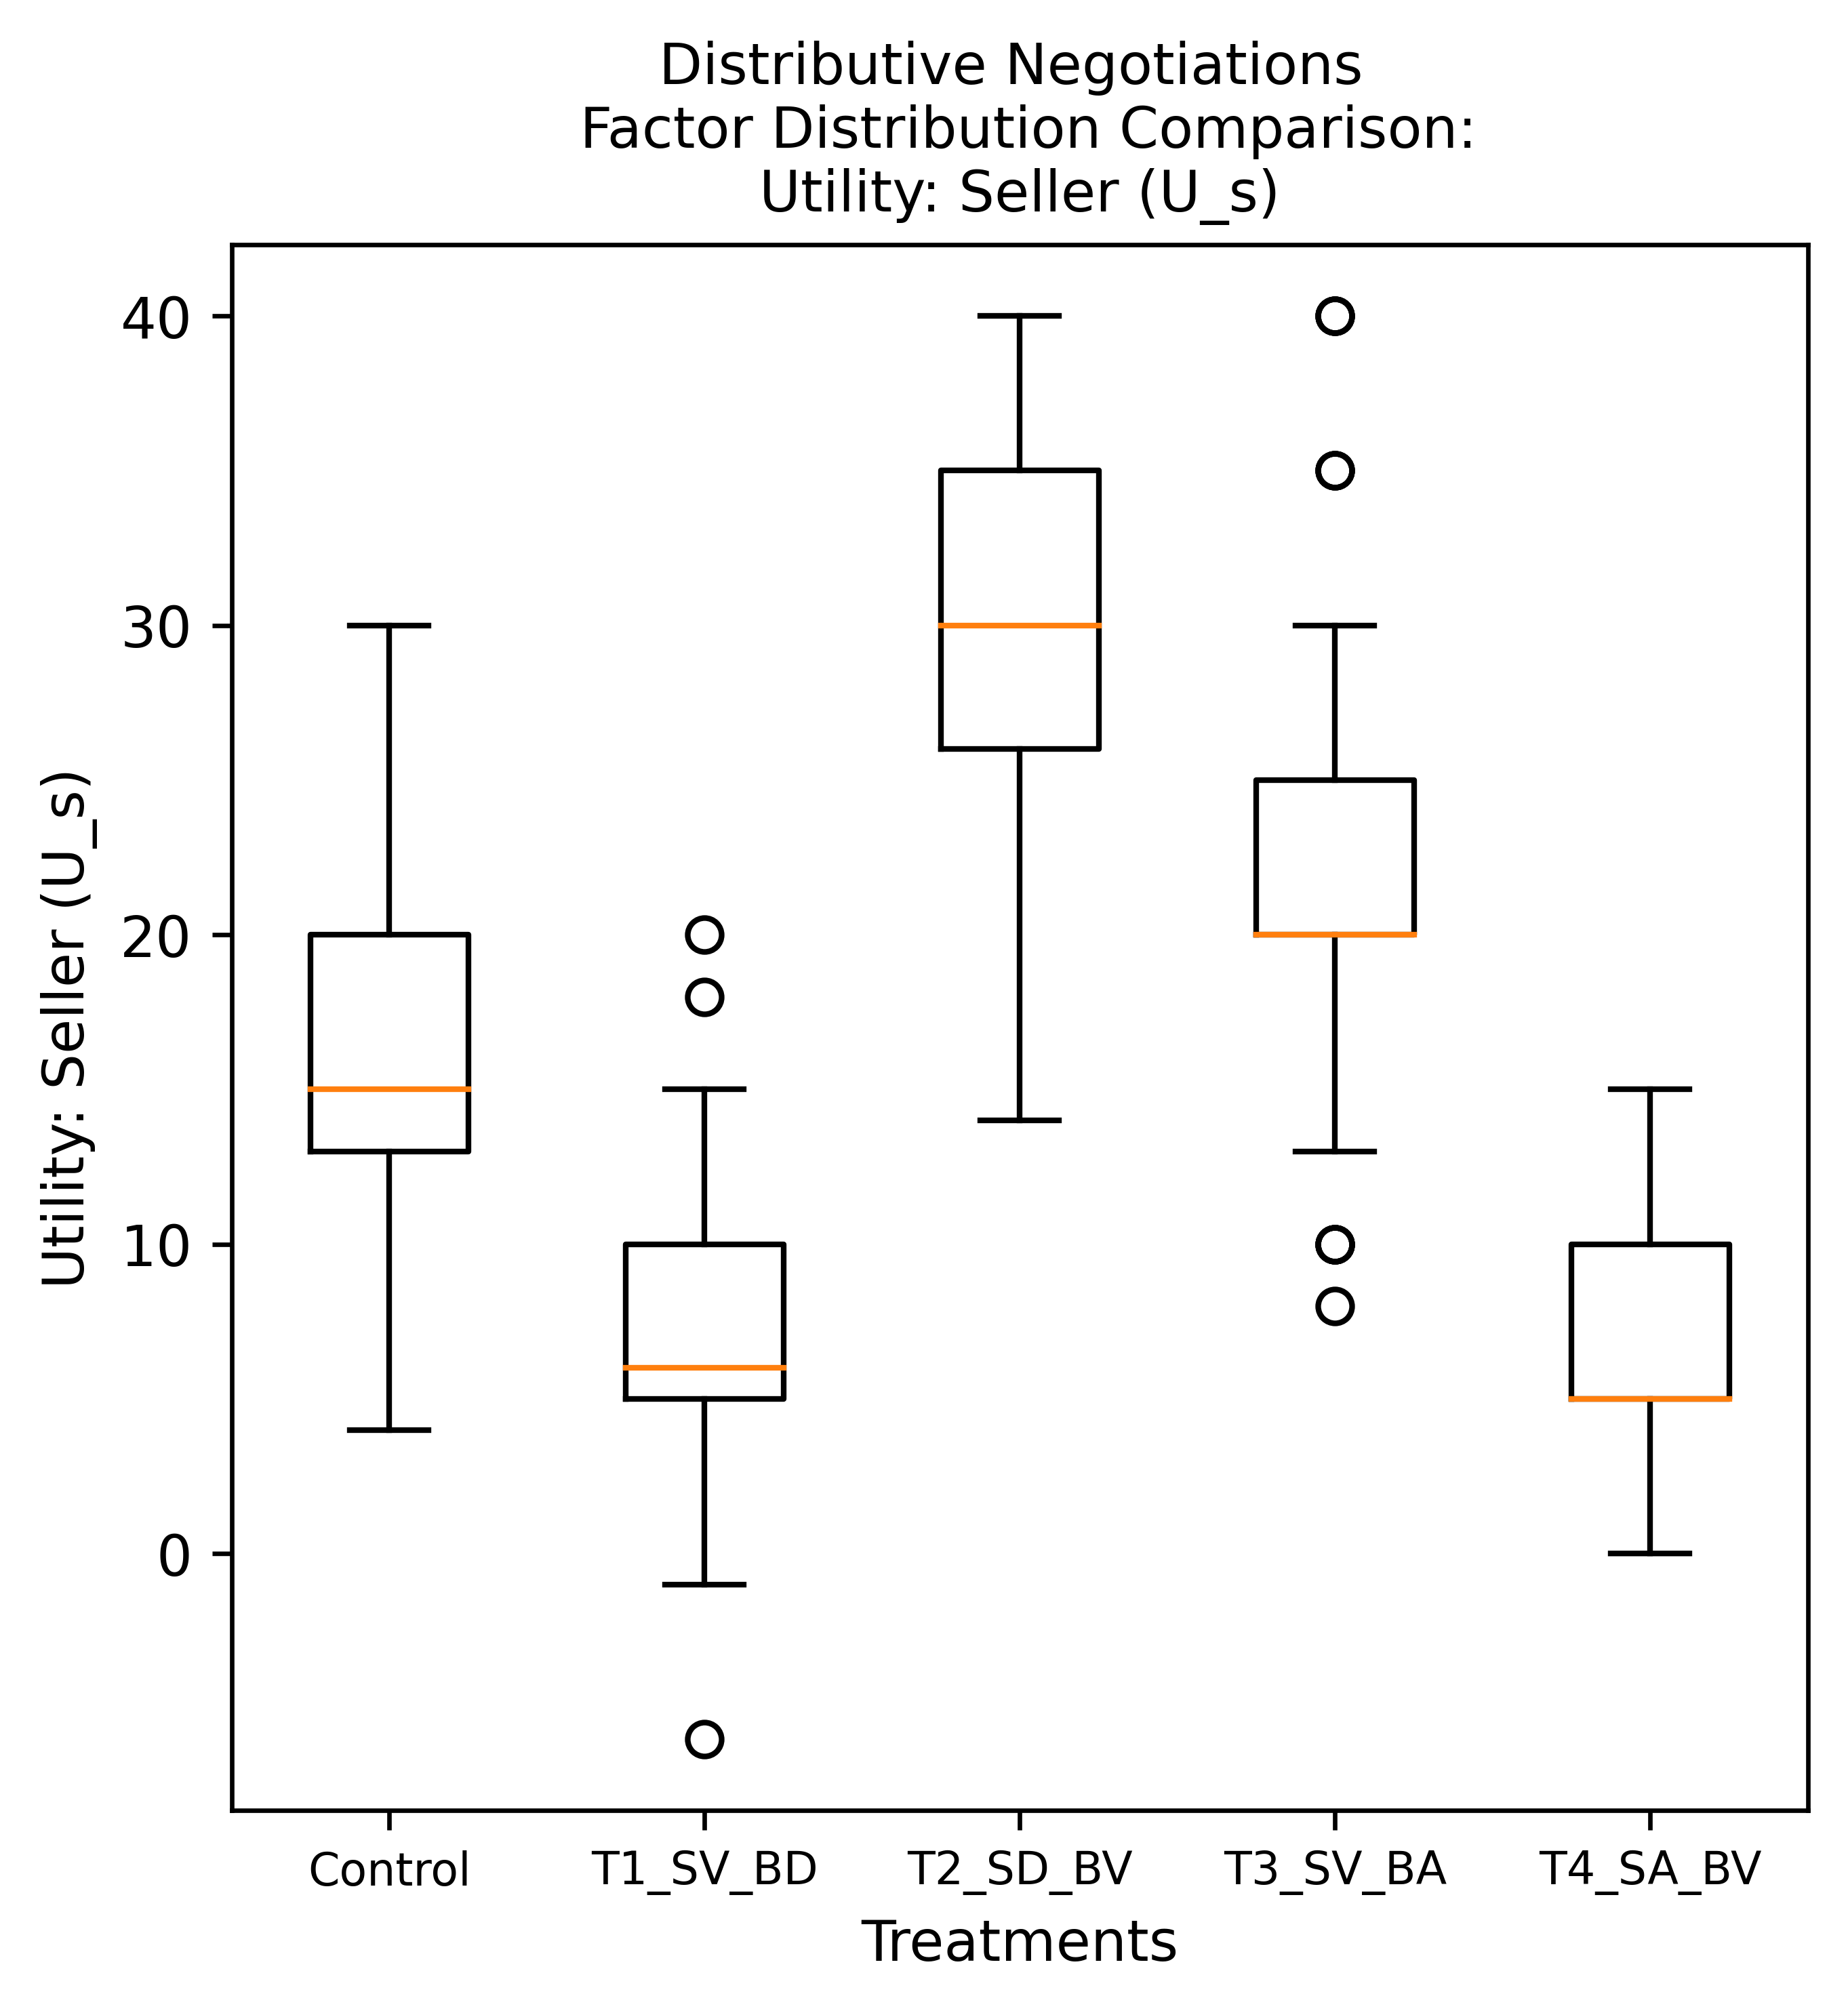 Distributive Negotiations
Factor Distribution Comparison:
Utility: Seller (U_s)
Utility: Seller (U_s)
40
30
20
10
0
Control T1_SV_BD T2_SD_BV T3_SV_BA T4_SA_BV
Treatments